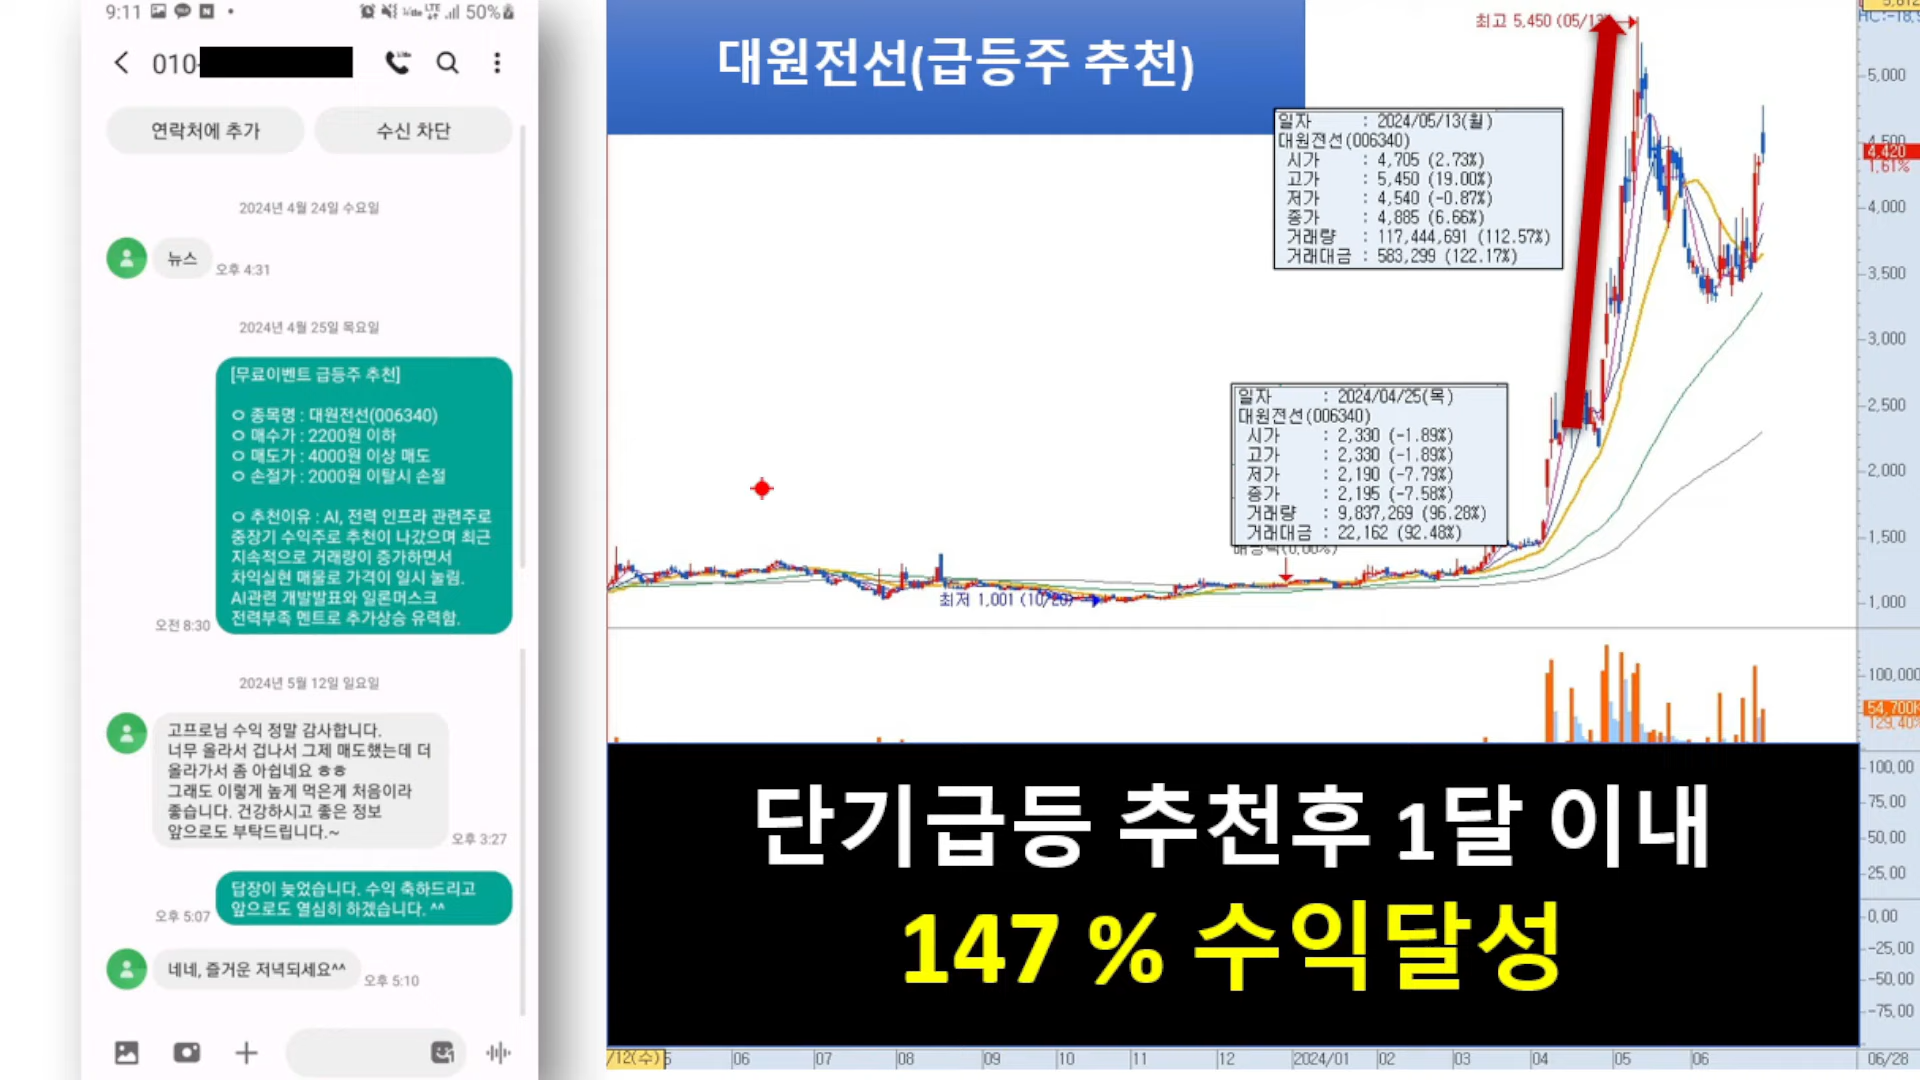 9:11
50%
010-
연락처에 추가
수신 차단
2024년 4월 24일 수요일
뉴스
오후 4:31
2024년 4월 25일 목요일
[무료이벤트 급등주 추천]
ㅇ 종목명 : 대원전선(006340)
ㅇ 매수가 : 2200원 이하
ㅇ 매도가 : 4000원 이상 매도
ㅇ 손절가 : 2000원 이탈시 손절
ㅇ 추천이유 : AI, 전력 인프라 관련주로
중장기 수익주로 추천이 나갔으며 최근
지속적으로 거래량이 증가하면서
차익실현 매물로 가격이 일시 눌림.
AI관련 개발발표와 일론머스크
전력부족 멘트로 추가상승 유력함.
오전 8:30
2024년 5월 12일 일요일
고프로님 수익 정말 감사합니다.
너무 올라서 겁나서 그제 매도했는데 더
올라가서 좀 아쉽네요 ㅎㅎ
그래도 이렇게 높게 먹은게 처음이라
좋습니다. 건강하시고 좋은 정보
앞으로도 부탁드립니다.~
오후 3:27
답장이 늦었습니다. 수익 축하드리고
앞으로도 열심히 하겠습니다. ^^
오후 5:07
네네, 즐거운 저녁되세요^^
오후 5:10
대원전선(급등주 추천)
최고 5,450 (05/13)
일자 : 2024/05/13(월)
대원전선(006340)
시가 : 4,705 (2.73%)
고가 : 5,450 (19.00%)
저가 : 4,540 (-0.87%)
종가 : 4,885 (6.66%)
거래량 : 117,444,691 (112.57%)
거래대금 : 583,299 (122.17%)
일자 : 2024/04/25(목)
대원전선(006340)
시가 : 2,330 (-1.89%)
고가 : 2,330 (-1.89%)
저가 : 2,190 (-7.79%)
종가 : 2,195 (-7.58%)
거래량 : 9,837,269 (96.28%)
거래대금 : 22,162 (92.48%)
최저 1,001 (10/20)
5,000
4,500
4,420
1,61%
4,000
3,500
3,000
2,500
2,000
1,500
1,000
100,000
54,700K
129.40%
100,00
75,00
50,00
25,00
0,00
-25,00
-50,00
-75,00
단기급등 추천후 1달 이내
147 % 수익달성
/12(수) 5 06 07 08 09 10 11 12 2024/01 02 03 04 05 06 06/28